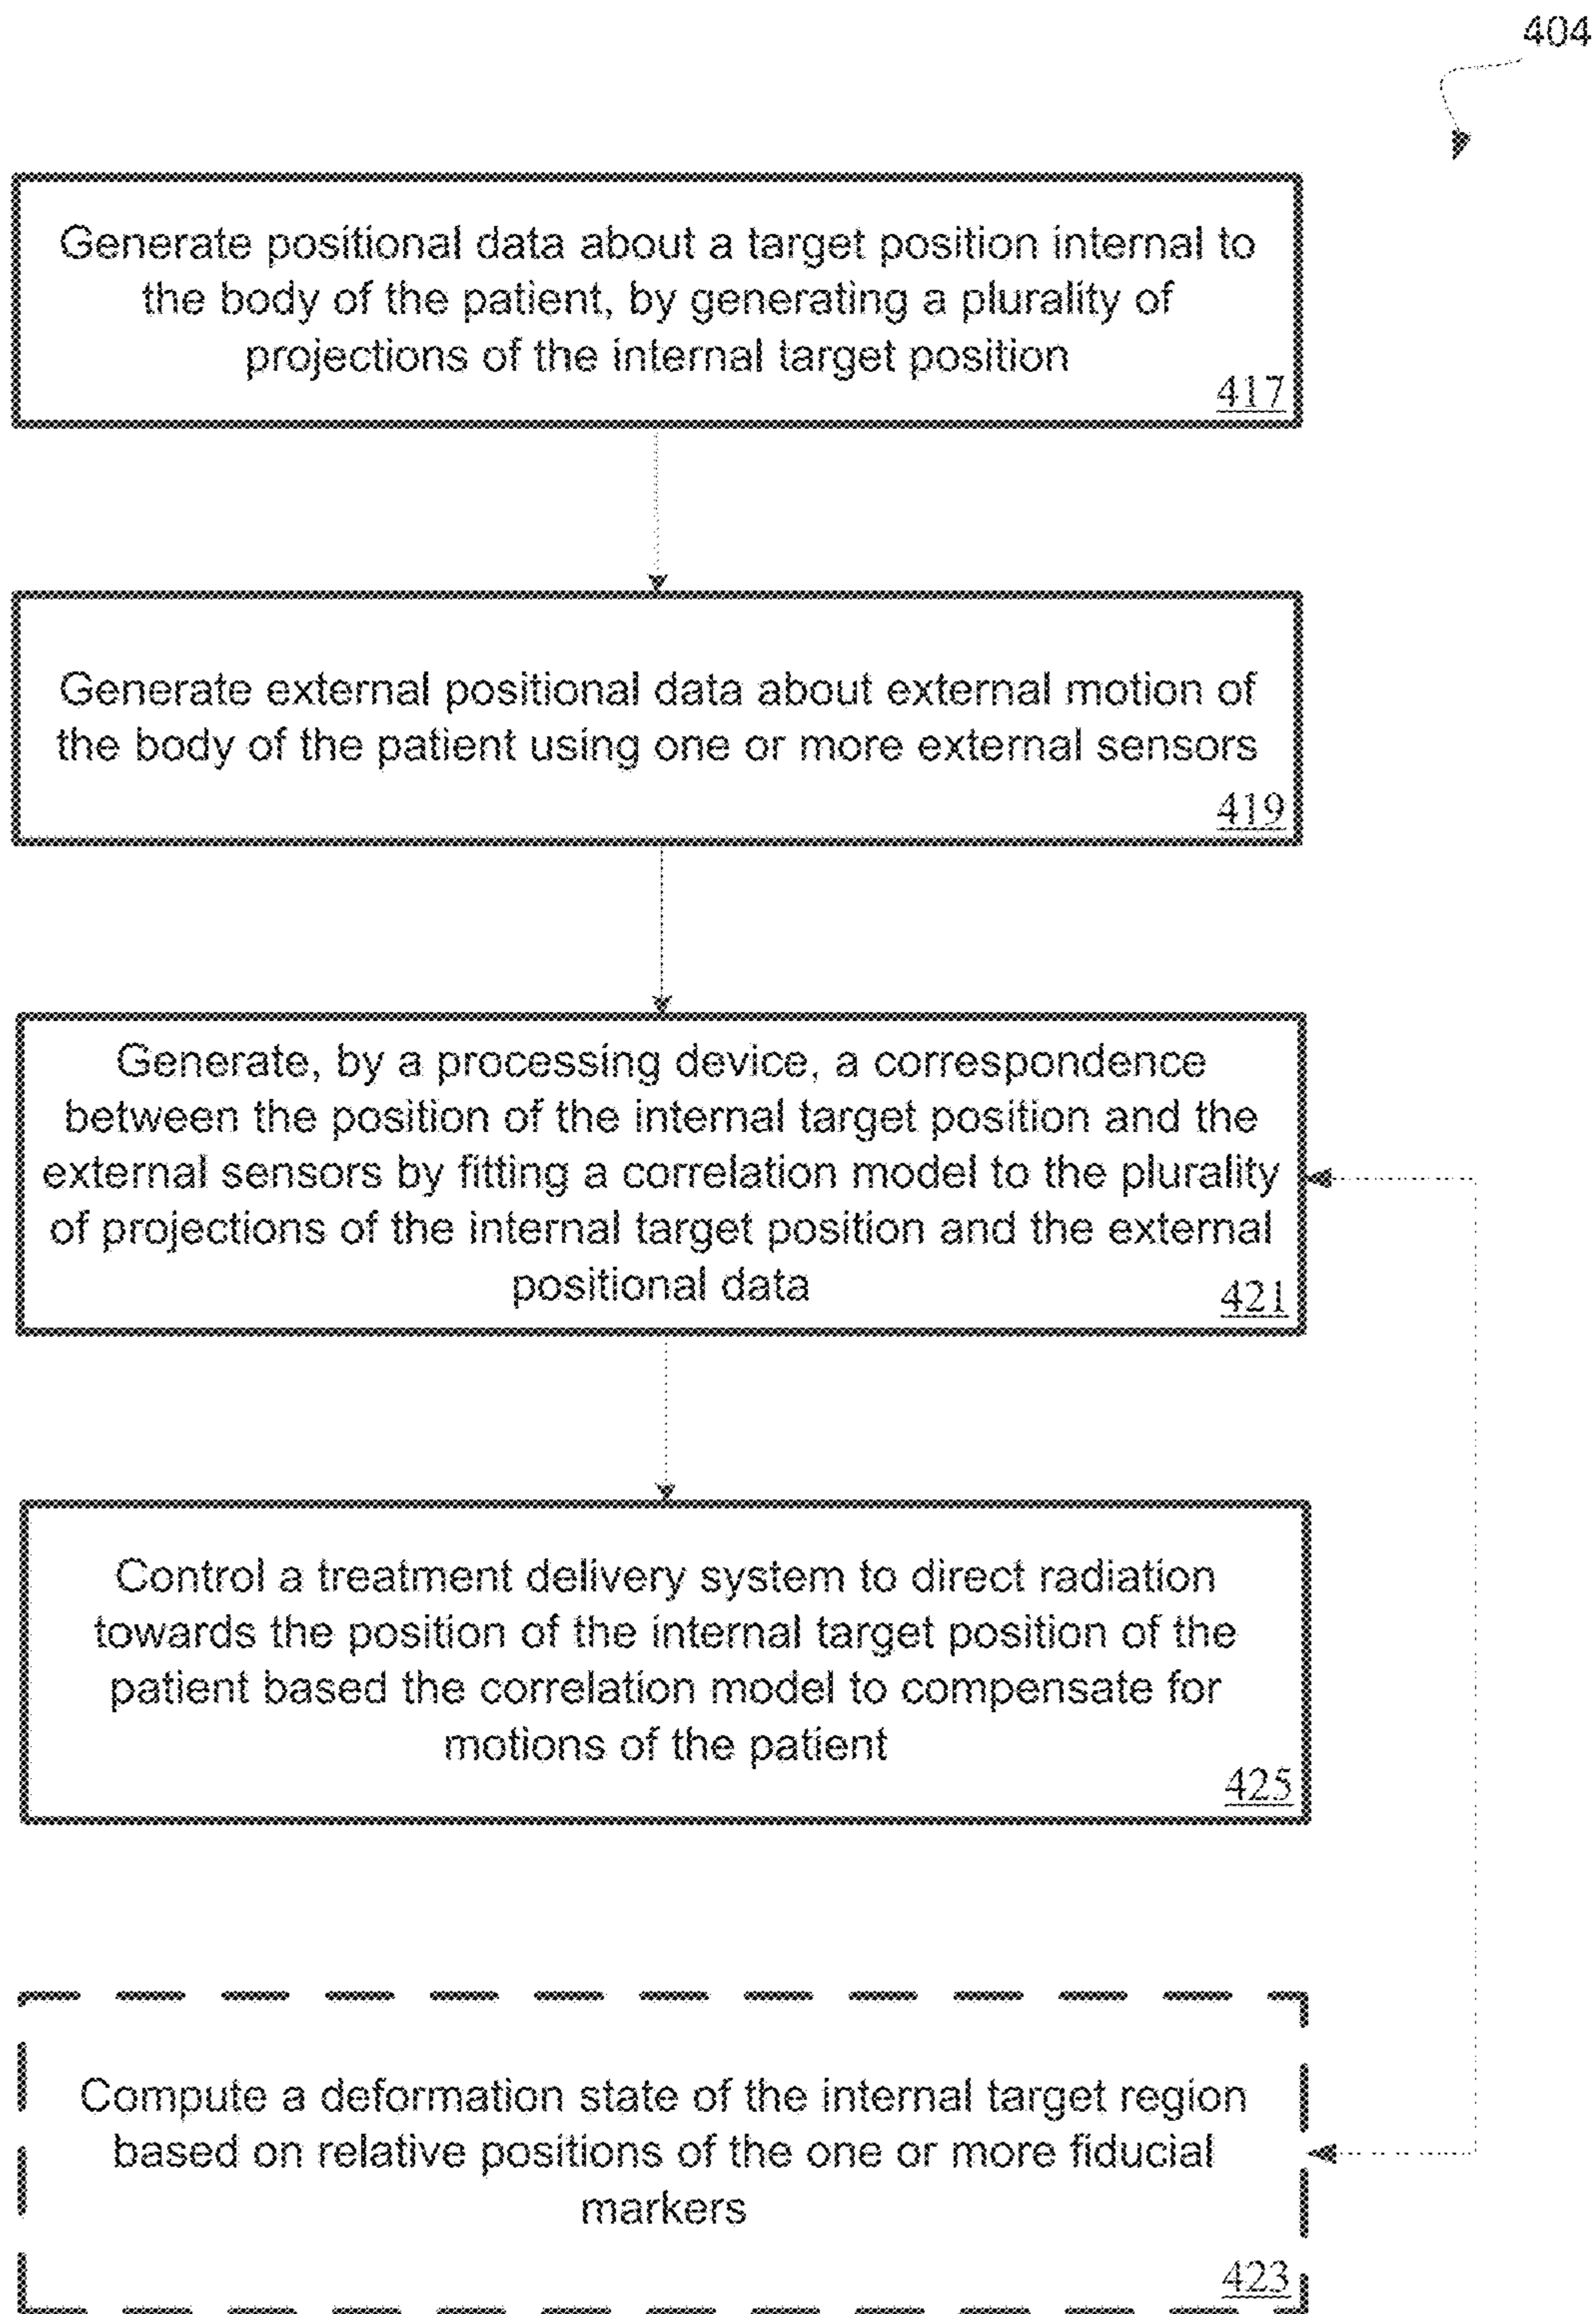 404
Generate positional data about a target position internal to
the body of the patient, by generating a plurality of
projections of the internal target position
417
Generate external positional data about external motion of
the body of the patient using one or more external sensors
419
Generate, by a processing device, a correspondence
between the position of the internal target position and the
external sensors by fitting a correlation model to the plurality
of projections of the internal target position and the external
positional data
421
Control a treatment delivery system to direct radiation
towards the position of the internal target position of the
patient based the correlation model to compensate for
motions of the patient
425
Compute a deformation state of the internal target region
based on relative positions of the one or more fiducial
markers
423